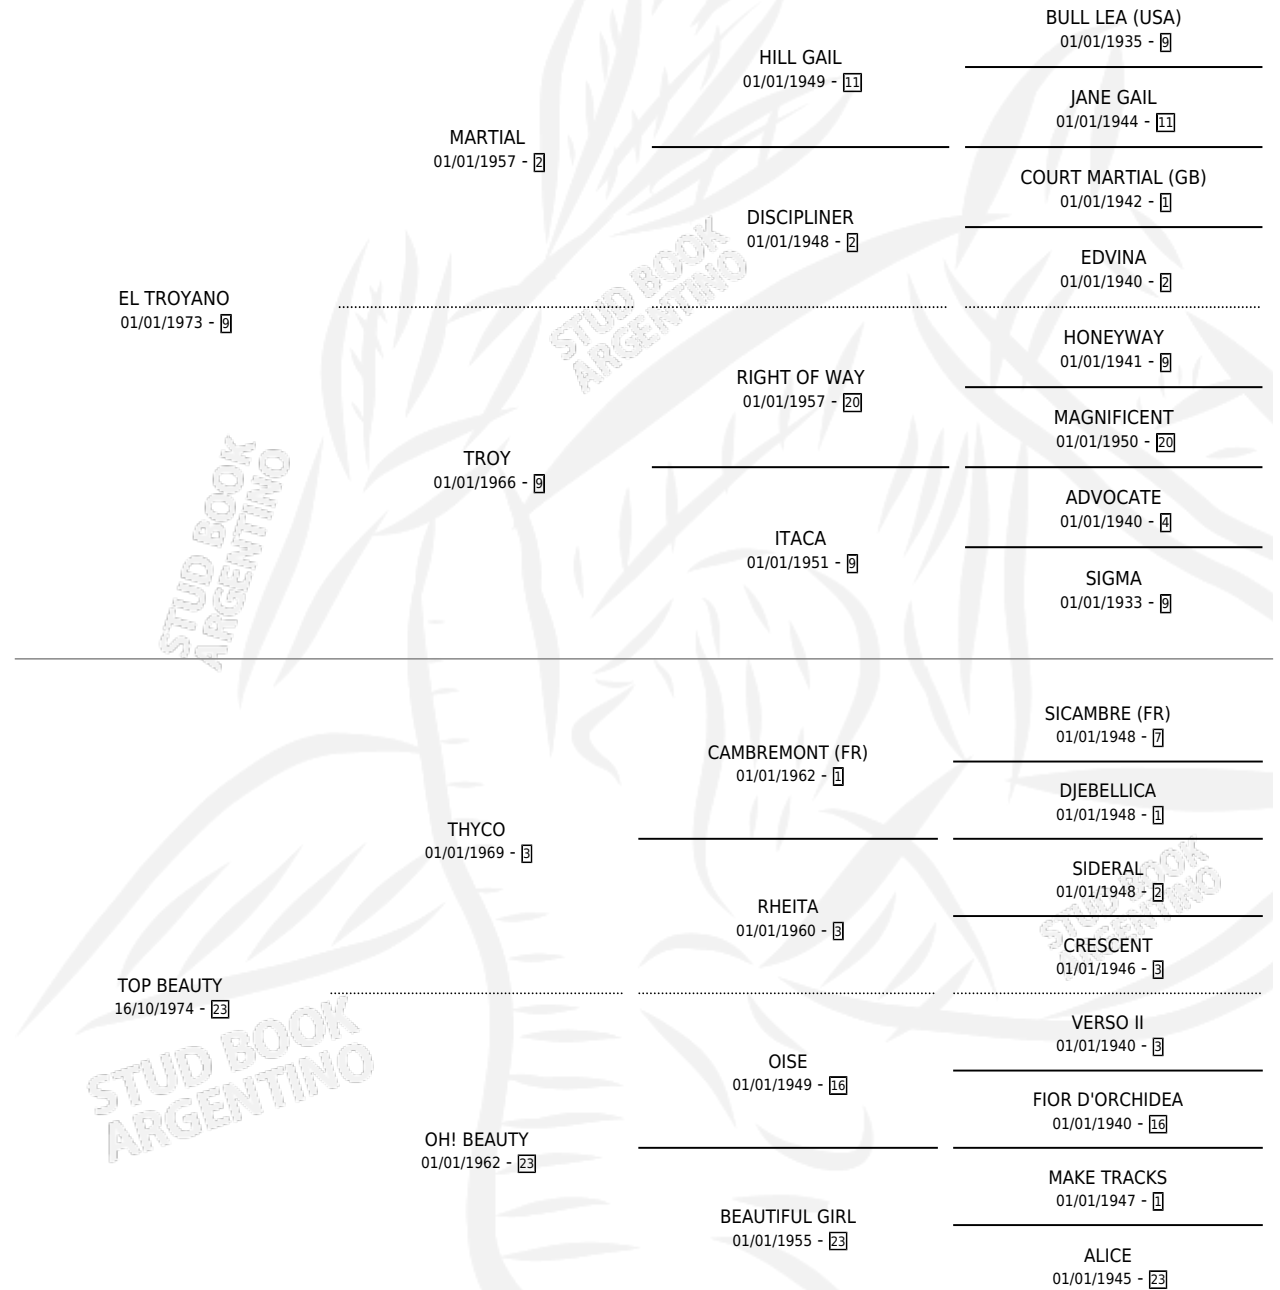 BULL LEA (USA)
01/01/1935 - 9
HILL GAIL
01/01/1949 - 11
JANE GAIL
01/01/1944 - 11
MARTIAL
01/01/1957 - 2
COURT MARTIAL (GB)
01/01/1942 - 1
DISCIPLINER
01/01/1948 - 2
EDVINA
01/01/1940 - 2
EL TROYANO
01/01/1973 - 9
HONEYWAY
01/01/1941 - 9
RIGHT OF WAY
01/01/1957 - 20
MAGNIFICENT
01/01/1950 - 20
TROY
01/01/1966 - 9
ADVOCATE
01/01/1940 - 4
ITACA
01/01/1951 - 9
SIGMA
01/01/1933 - 9
SICAMBRE (FR)
01/01/1948 - 7
CAMBREMONT (FR)
01/01/1962 - 1
DJEBELLICA
01/01/1948 - 1
THYCO
01/01/1969 - 3
SIDERAL
01/01/1948 - 2
RHEITA
01/01/1960 - 3
CRESCENT
01/01/1946 - 3
TOP BEAUTY
16/10/1974 - 23
VERSO II
01/01/1940 - 3
OISE
01/01/1949 - 16
FIOR D'ORCHIDEA
01/01/1940 - 16
OH! BEAUTY
01/01/1962 - 23
MAKE TRACKS
01/01/1947 - 1
BEAUTIFUL GIRL
01/01/1955 - 23
ALICE
01/01/1945 - 23
STUD BOOK
ARGENTINO
STUD BOOK
ARGENTINO
STUD BOOK
ARGENTINO
STUD BOOK
ARGENTINO